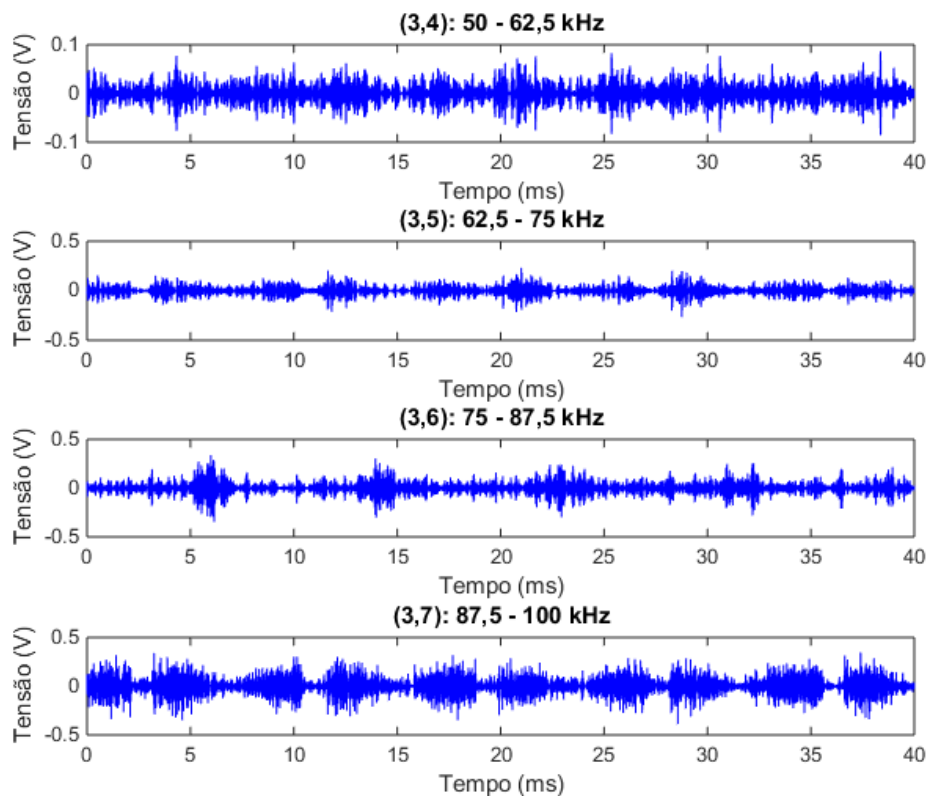 (3,4): 50 - 62,5 kHz
Tensão (V)
0.1
0
-0.1
0 5 10 15 20 25 30 35 40
Tempo (ms)
(3,5): 62,5 - 75 kHz
Tensão (V)
0.5
0
-0.5
0 5 10 15 20 25 30 35 40
Tempo (ms)
(3,6): 75 - 87,5 kHz
Tensão (V)
0.5
0
-0.5
0 5 10 15 20 25 30 35 40
Tempo (ms)
(3,7): 87,5 - 100 kHz
Tensão (V)
0.5
0
-0.5
0 5 10 15 20 25 30 35 40
Tempo (ms)